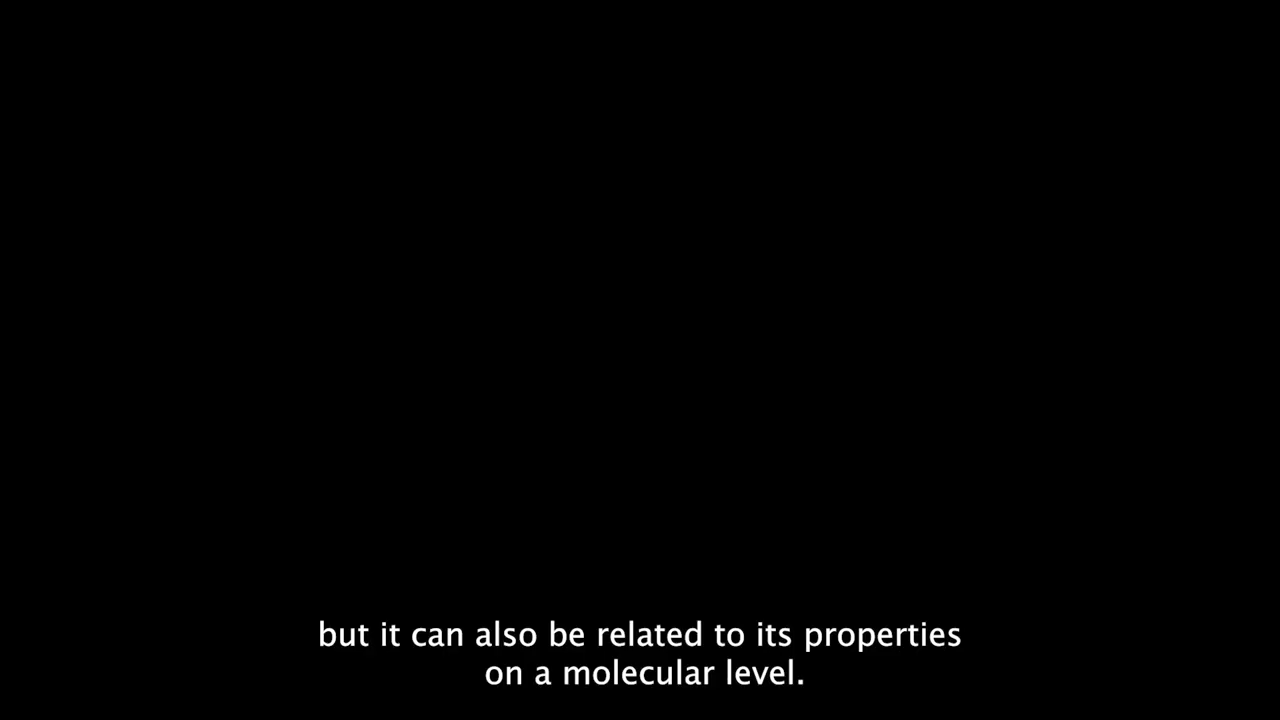 but it can also be related to its properties
on a molecular level.